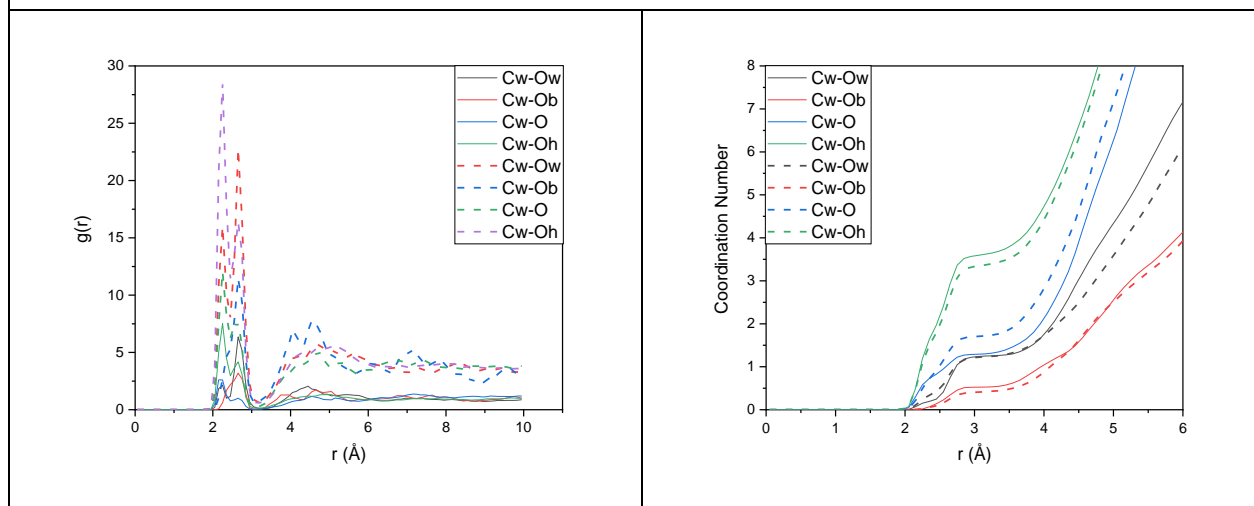 30
25
20
15
10
5
0
g(r)
Cw-Ow
Cw-Ob
Cw-O
Cw-Oh
Cw-Ow
Cw-Ob
Cw-O
Cw-Oh
0 2 4 6 8 10
r (Å)
8
7
6
5
4
3
2
1
0
Coordination Number
Cw-Ow
Cw-Ob
Cw-O
Cw-Oh
Cw-Ow
Cw-Ob
Cw-O
Cw-Oh
0 1 2 3 4 5 6
r (Å)